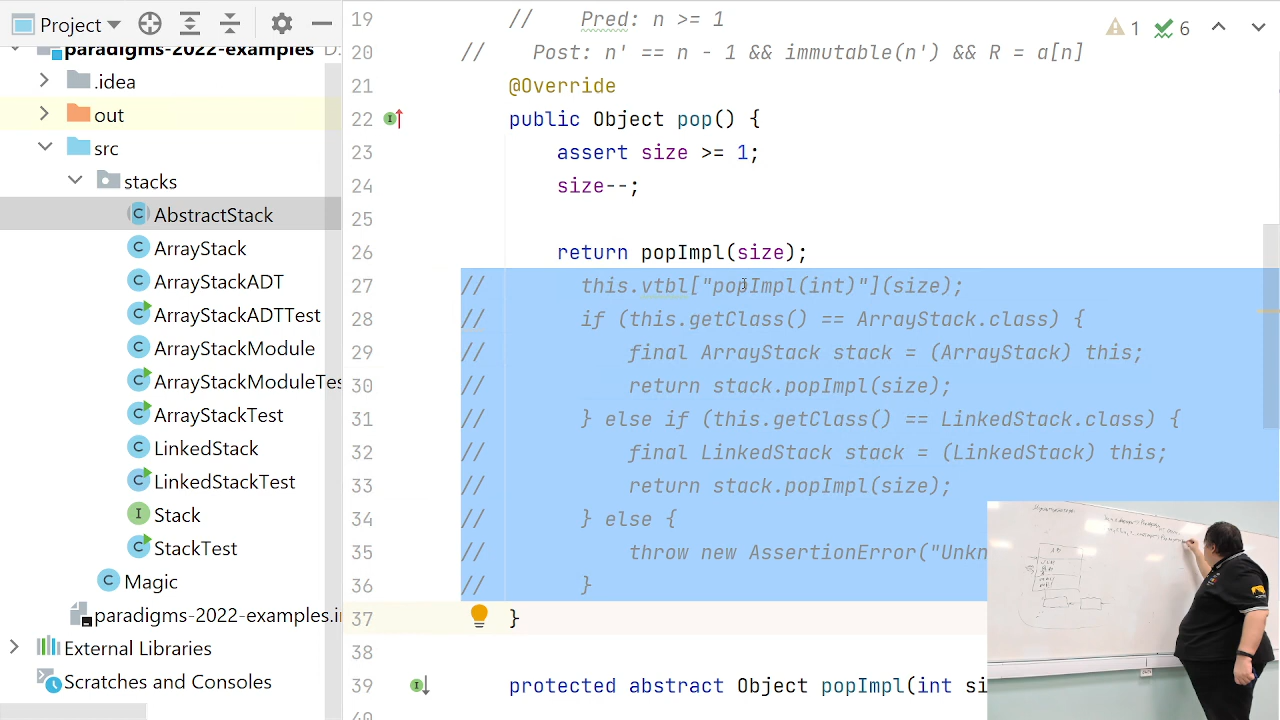 Project
paradigms-2022-examples
.idea
out
src
stacks
AbstractStack
ArrayStack
ArrayStackADT
ArrayStackADTTest
ArrayStackModule
ArrayStackModuleTes
ArrayStackTest
LinkedStack
LinkedStackTest
Stack
StackTest
Magic
paradigms-2022-examples.i
External Libraries
Scratches and Consoles
1 6
19 // Pred: n >= 1
20 // Post: n' == n - 1 && immutable(n') && R = a[n]
21 @Override
22 public Object pop() {
23 assert size >= 1;
24 size--;
25
26 return popImpl(size);
27 // this.vtbl["popImpl(int)"](size);
28 // if (this.getClass() == ArrayStack.class) {
29 // final ArrayStack stack = (ArrayStack) this;
30 // return stack.popImpl(size);
31 // } else if (this.getClass() == LinkedStack.class) {
32 // final LinkedStack stack = (LinkedStack) this;
33 // return stack.popImpl(size);
34 // } else {
35 // throw new AssertionError("Unkn
36 // }
37 }
38
39 protected abstract Object popImpl(int si
40